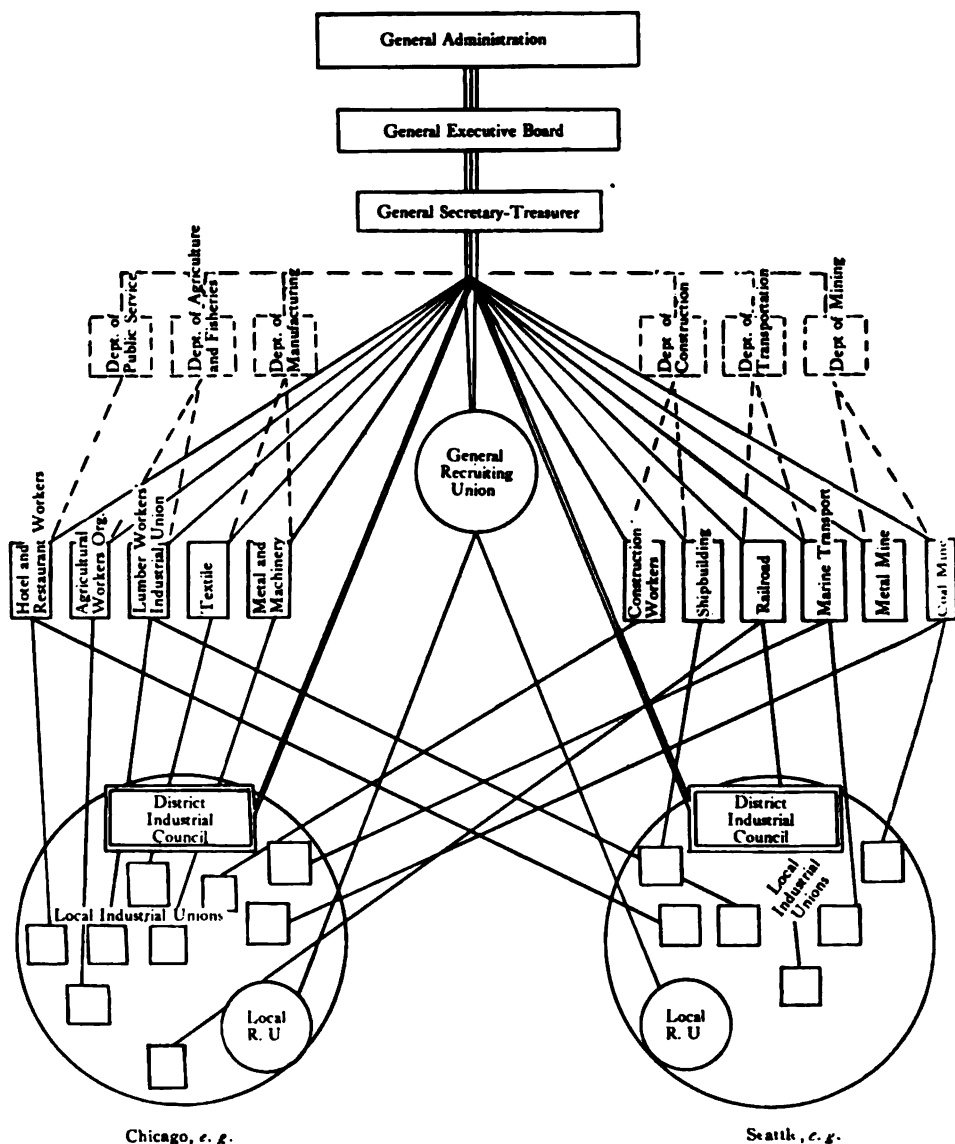 General Administration
General Executive Board
General Secretary-Treasurer
Dept. of
Public Service
Dept. of Agriculture
and Fisheries
Dept. of
Manufacturing
Dept of
Construction
Dept. of
Transportation
Dept of Mining
General
Recruiting
Union
Hotel and
Restaurant Workers
Agricultural
Workers Org.
Lumber Workers'
Industrial Union
Textile
Metal and
Machinery
Construction
Workers
Shipbuilding
Railroad
Marine Transport
Metal Mine
Coal Mine
District
Industrial
Council
District
Industrial
Council
Local Industrial Unions
Local
Industrial
Unions
Local
R. U
Local
R. U
Chicago, e. g.
Seattle, e. g.